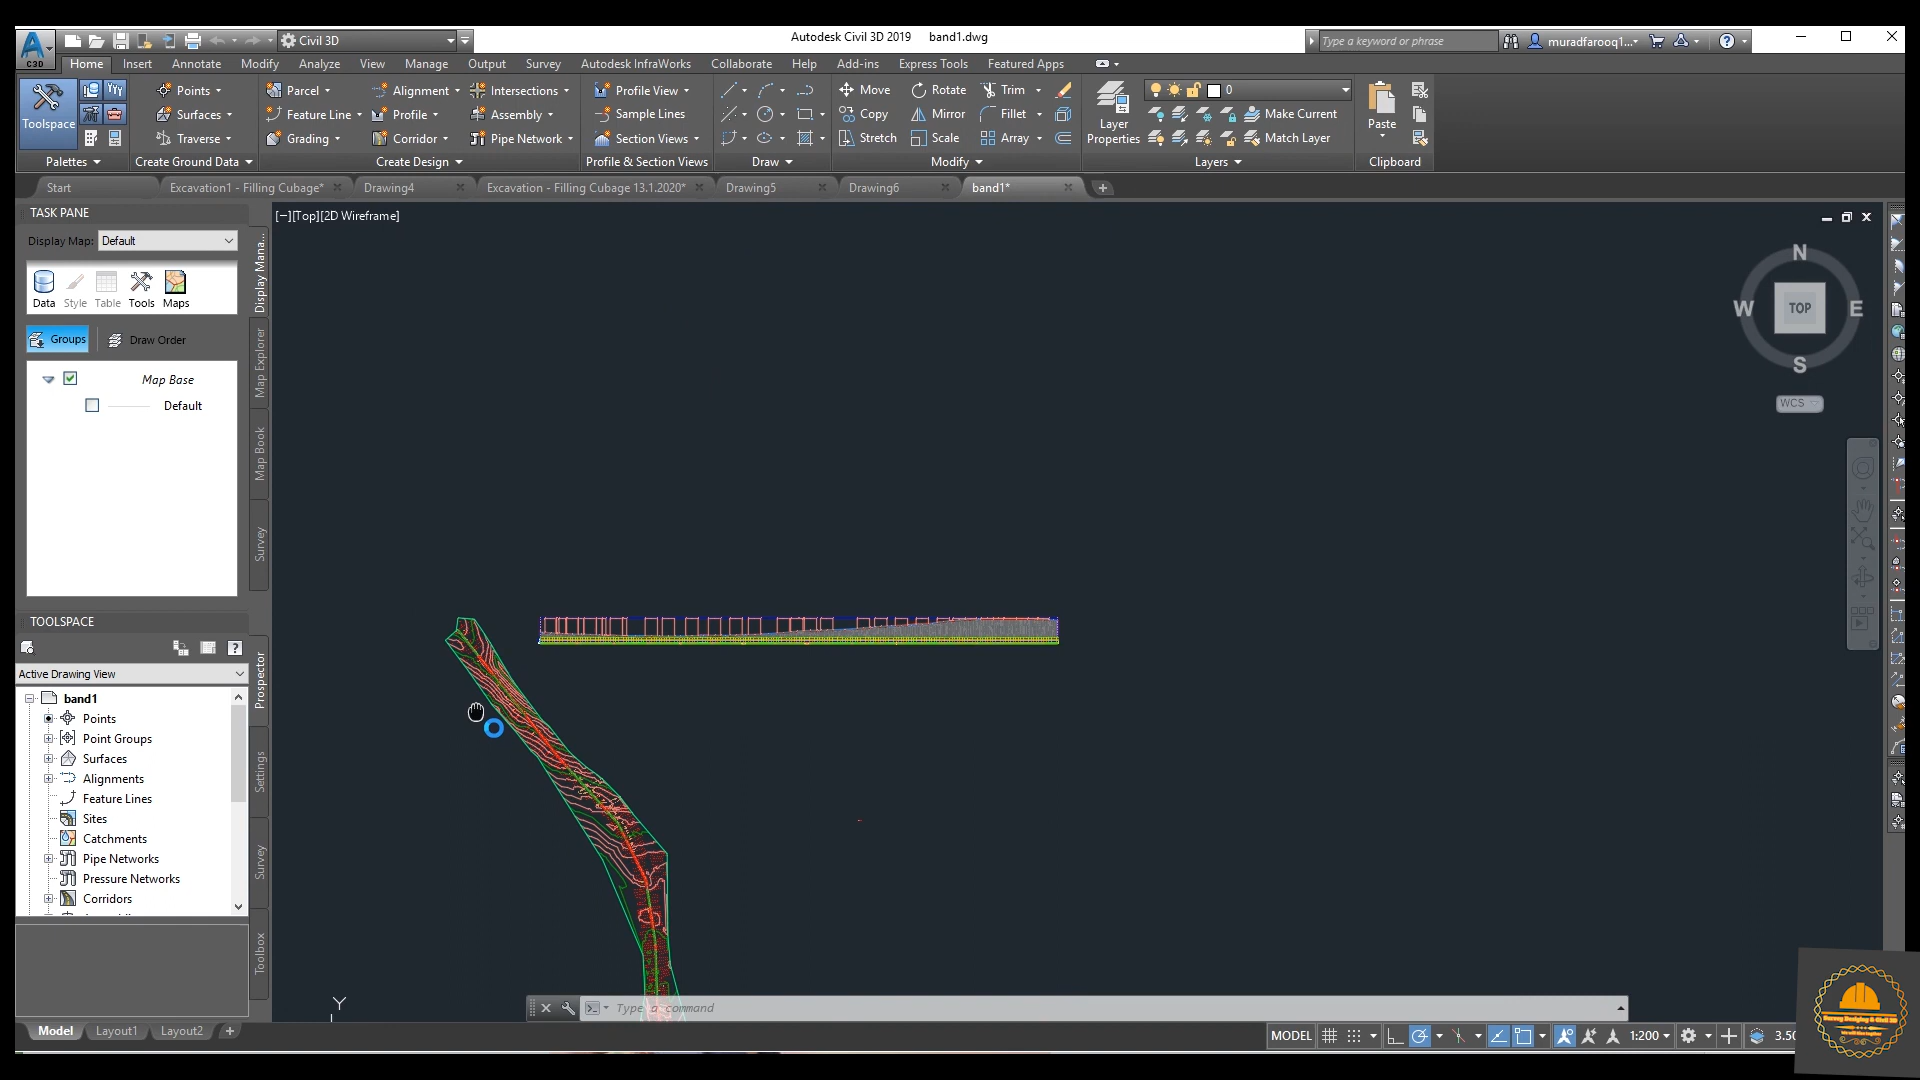 Civil 3D
Autodesk Civil 3D 2019 band1.dwg
Type a keyword or phrase
muradfarooq1...
C3D
Home Insert Annotate Modify Analyze View Manage Output Survey Autodesk InfraWorks Collaborate Help Add-ins Express Tools Featured Apps
Points Parcel Alignment Intersections Profile View Move Rotate Trim 0
Surfaces Feature Line Profile Assembly Sample Lines Copy Mirror Fillet Make Current
Toolspace Layer Properties Paste
Traverse Grading Corridor Pipe Network Section Views Stretch Scale Array Match Layer
Palettes Create Ground Data Create Design Profile & Section Views Draw Modify Layers Clipboard
Start Excavation1 - Filling Cubage* Drawing4 Excavation - Filling Cubage 13.1.2020* Drawing5 Drawing6 band1*
TASK PANE
[−][Top][2D Wireframe]
Display Map: Default
Data Style Table Tools Maps
Groups Draw Order
Map Base
Default
Display Mana...
Map Explorer
Map Book
Survey
N
W TOP E
S
WCS
TOOLSPACE
Active Drawing View
band1
Points
Point Groups
Surfaces
Alignments
Feature Lines
Sites
Catchments
Pipe Networks
Pressure Networks
Corridors
Prospector
Settings
Survey
Toolbox
Y
Type a command
Model Layout1 Layout2
MODEL 1:200 3.50